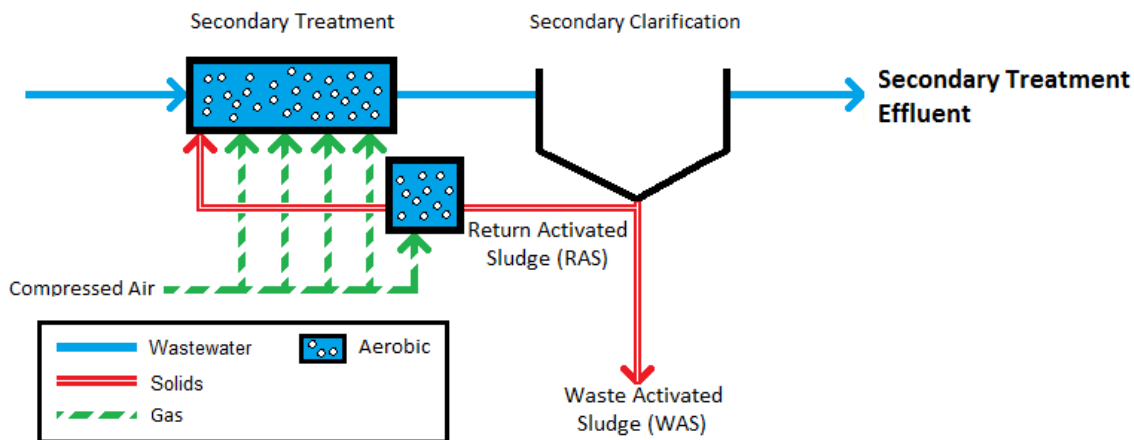 Secondary Treatment
Secondary Clarification
Secondary Treatment
Effluent
Return Activated
Sludge (RAS)
Compressed Air
Wastewater
Aerobic
Solids
Gas
Waste Activated
Sludge (WAS)